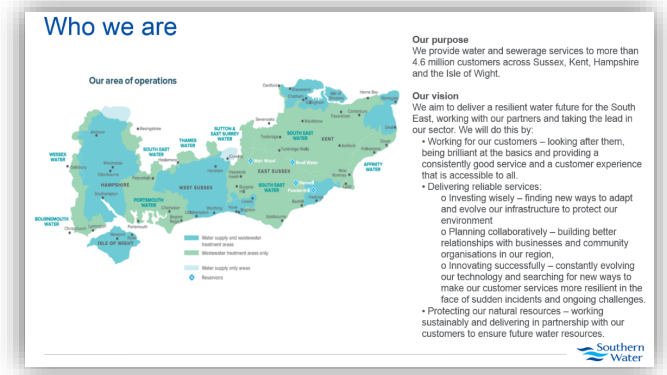 Who we are
Our area of operations
Our purpose
We provide water and sewerage services to more than
4.6 million customers across Sussex, Kent, Hampshire
and the Isle of Wight.
Our vision
We aim to deliver a resilient water future for the South
East, working with our partners and taking the lead in
our sector. We will do this by:
• Working for our customers – looking after them,
being brilliant at the basics and providing a
consistently good service and a customer experience
that is accessible to all.
• Delivering reliable services:
o Investing wisely – finding new ways to adapt
and evolve our infrastructure to protect our
environment
o Planning collaboratively – building better
relationships with businesses and community
organisations in our region,
o Innovating successfully – constantly evolving
our technology and searching for new ways to
make our customer services more resilient in the
face of sudden incidents and ongoing challenges.
• Protecting our natural resources – working
sustainably and delivering in partnership with our
customers to ensure future water resources.
WESSEX
WATER
SOUTH EAST
WATER
THAMES
WATER
SUTTON &
EAST SURREY
WATER
SOUTH EAST
WATER
KENT
AFFINITY
WATER
HAMPSHIRE
PORTSMOUTH
WATER
WEST SUSSEX
EAST SUSSEX
SOUTH EAST
WATER
BOURNEMOUTH
WATER
ISLE OF WIGHT
Basingstoke
Southampton
Portsmouth
Eastbourne
Water supply and wastewater
treatment areas
Wastewater treatment areas only
Water supply only areas
Reservoirs
Southern
Water